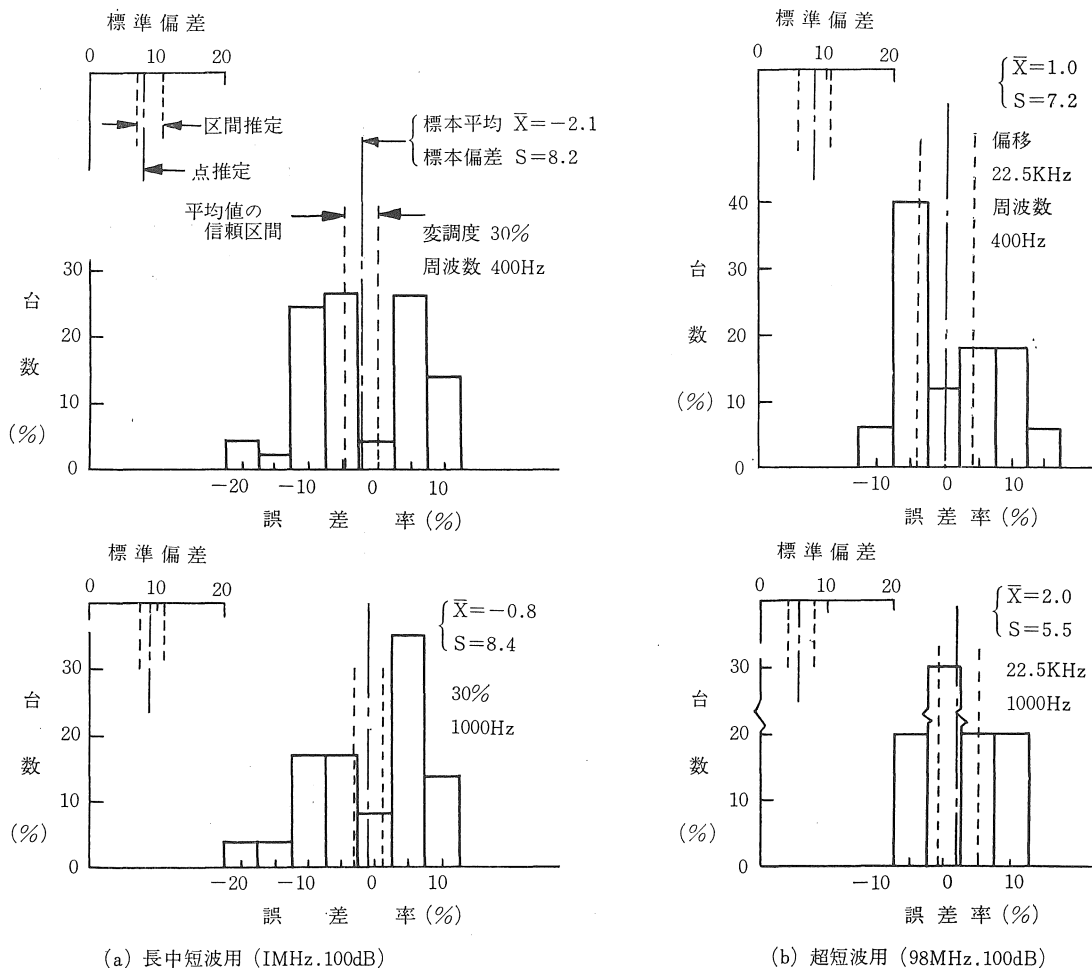 標準偏差
0 10 20
区間推定
点推定
標本平均 X̄=-2.1
標本偏差 S=8.2
平均値の
信頼区間
変調度 30%
周波数 400Hz
台数(%)
30
20
10
0
-20 -10 0 10
誤差率(%)
標準偏差
0 10 20
X̄=1.0
S=7.2
偏移
22.5KHz
周波数
400Hz
台数(%)
40
30
20
10
0
-10 0 10
誤差率(%)
標準偏差
0 10 20
X̄=-0.8
S=8.4
30%
1000Hz
台数(%)
30
20
10
0
-20 -10 0 10
誤差率(%)
(a) 長中短波用 (1MHz.100dB)
標準偏差
0 10 20
X̄=2.0
S=5.5
22.5KHz
1000Hz
台数(%)
30
20
10
0
-10 0 10
誤差率(%)
(b) 超短波用 (98MHz.100dB)